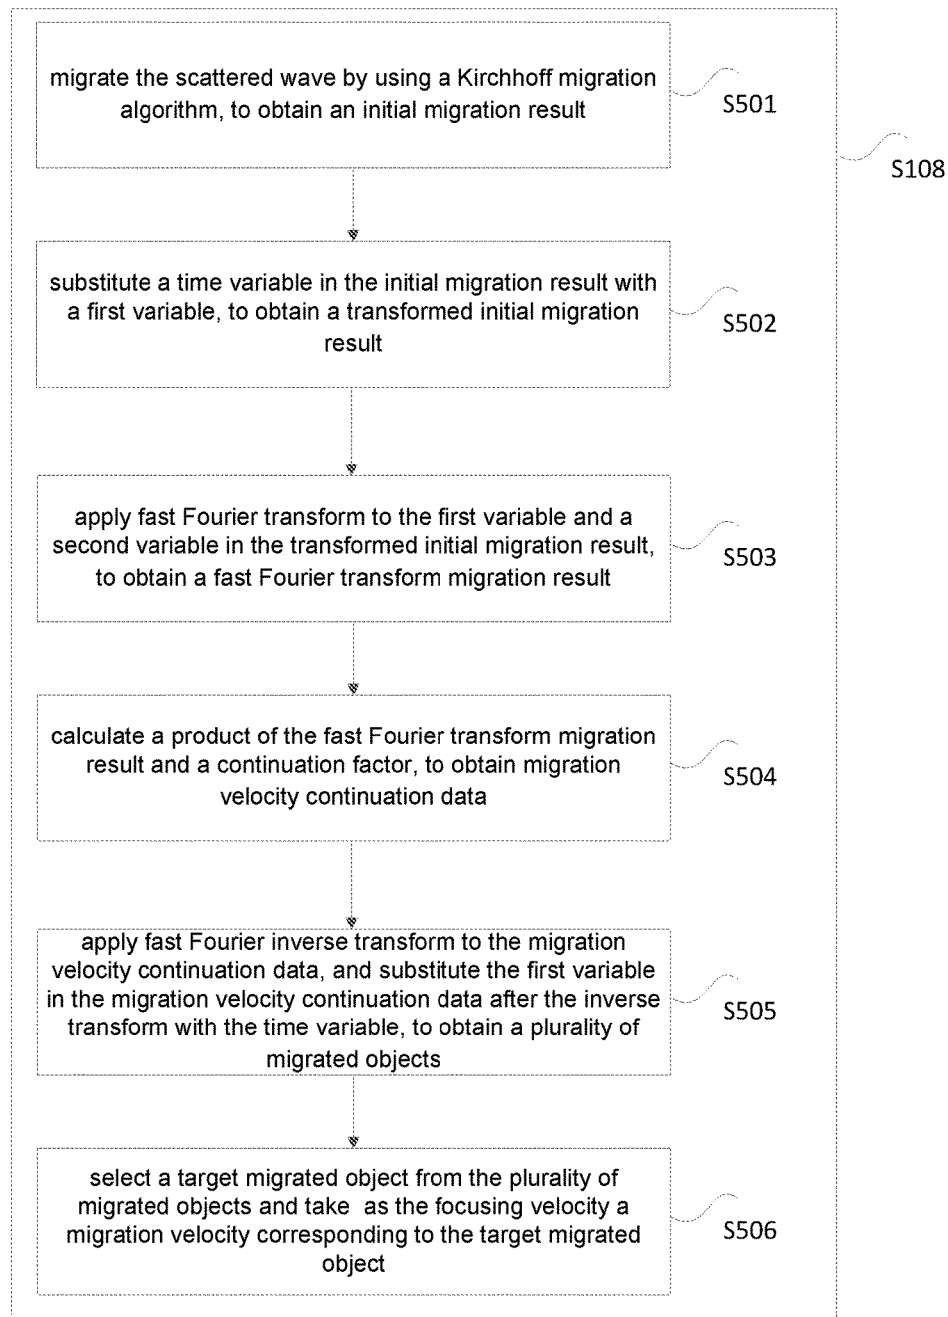 migrate the scattered wave by using a Kirchhoff migration
algorithm, to obtain an initial migration result
S501
S108
substitute a time variable in the initial migration result with
a first variable, to obtain a transformed initial migration
result
S502
apply fast Fourier transform to the first variable and a
second variable in the transformed initial migration result,
to obtain a fast Fourier transform migration result
S503
calculate a product of the fast Fourier transform migration
result and a continuation factor, to obtain migration
velocity continuation data
S504
apply fast Fourier inverse transform to the migration
velocity continuation data, and substitute the first variable
in the migration velocity continuation data after the inverse
transform with the time variable, to obtain a plurality of
migrated objects
S505
select a target migrated object from the plurality of
migrated objects and take as the focusing velocity a
migration velocity corresponding to the target migrated
object
S506